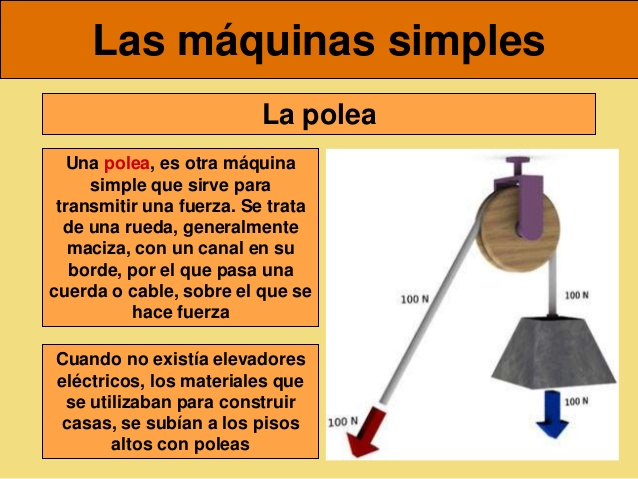 Las máquinas simples
La polea
Una polea, es otra máquina
simple que sirve para
transmitir una fuerza. Se trata
de una rueda, generalmente
maciza, con un canal en su
borde, por el que pasa una
cuerda o cable, sobre el que se
hace fuerza
Cuando no existía elevadores
eléctricos, los materiales que
se utilizaban para construir
casas, se subían a los pisos
altos con poleas
100 N
100 N
100 N
100 N